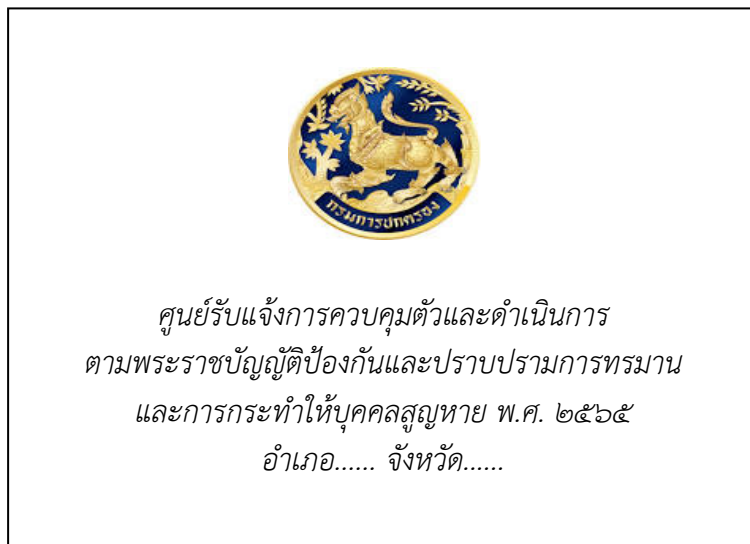 กรมการปกครอง
ศูนย์รับแจ้งการควบคุมตัวและดำเนินการ
ตามพระราชบัญญัติป้องกันและปราบปรามการทรมาน
และการกระทำให้บุคคลสูญหาย พ.ศ. ๒๕๖๕
อำเภอ...... จังหวัด......